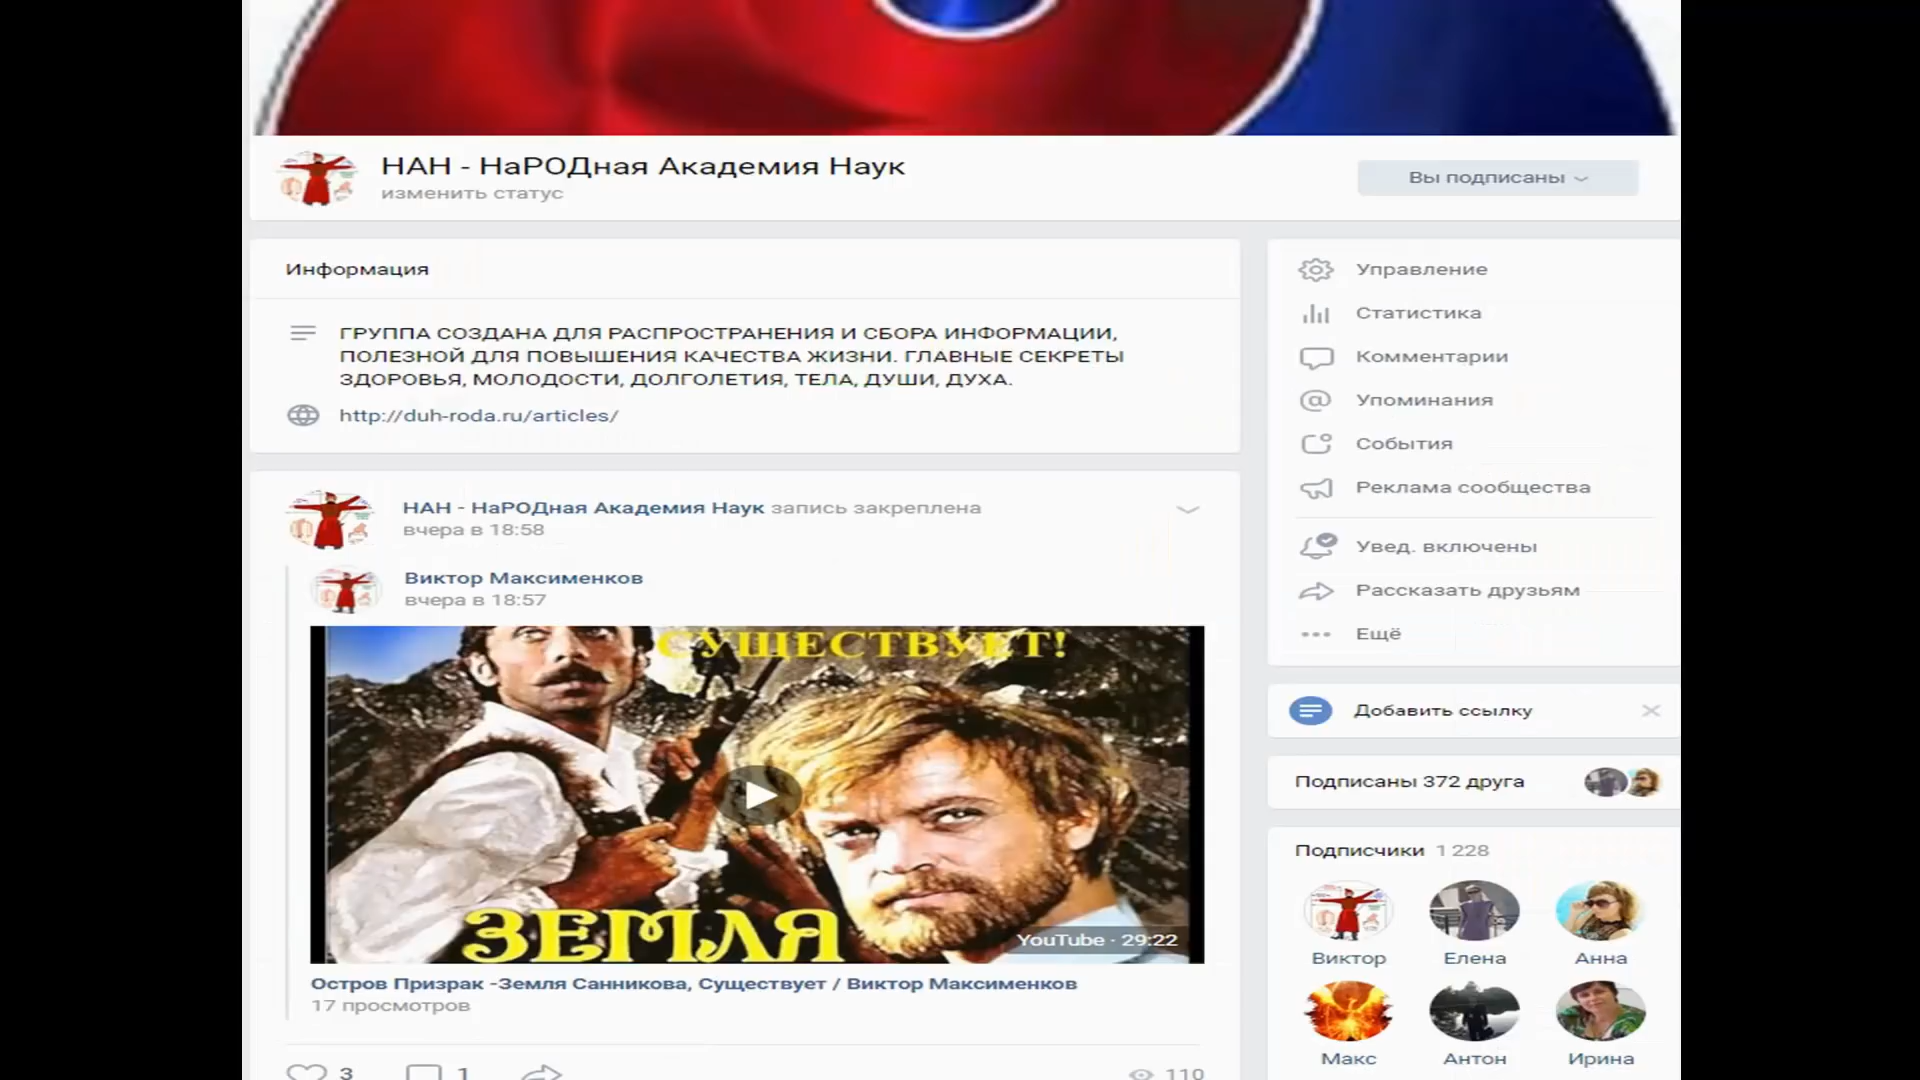 НАН - НаРОДная Академия Наук
изменить статус
Вы подписаны
Информация
ГРУППА СОЗДАНА ДЛЯ РАСПРОСТРАНЕНИЯ И СБОРА ИНФОРМАЦИИ,
ПОЛЕЗНОЙ ДЛЯ ПОВЫШЕНИЯ КАЧЕСТВА ЖИЗНИ. ГЛАВНЫЕ СЕКРЕТЫ
ЗДОРОВЬЯ, МОЛОДОСТИ, ДОЛГОЛЕТИЯ, ТЕЛА, ДУШИ, ДУХА.
http://duh-roda.ru/articles/
НАН - НаРОДная Академия Наук запись закреплена
вчера в 18:58
Виктор Максименков
вчера в 18:57
СУЩЕСТВУЕТ!
ЗЕМЛЯ
YouTube · 29:22
Остров Призрак -Земля Санникова, Существует / Виктор Максименков
17 просмотров
3
1
110
Управление
Статистика
Комментарии
Упоминания
События
Реклама сообщества
Увед. включены
Рассказать друзьям
Ещё
Добавить ссылку
Подписаны 372 друга
Подписчики 1 228
Виктор
Елена
Анна
Макс
Антон
Ирина